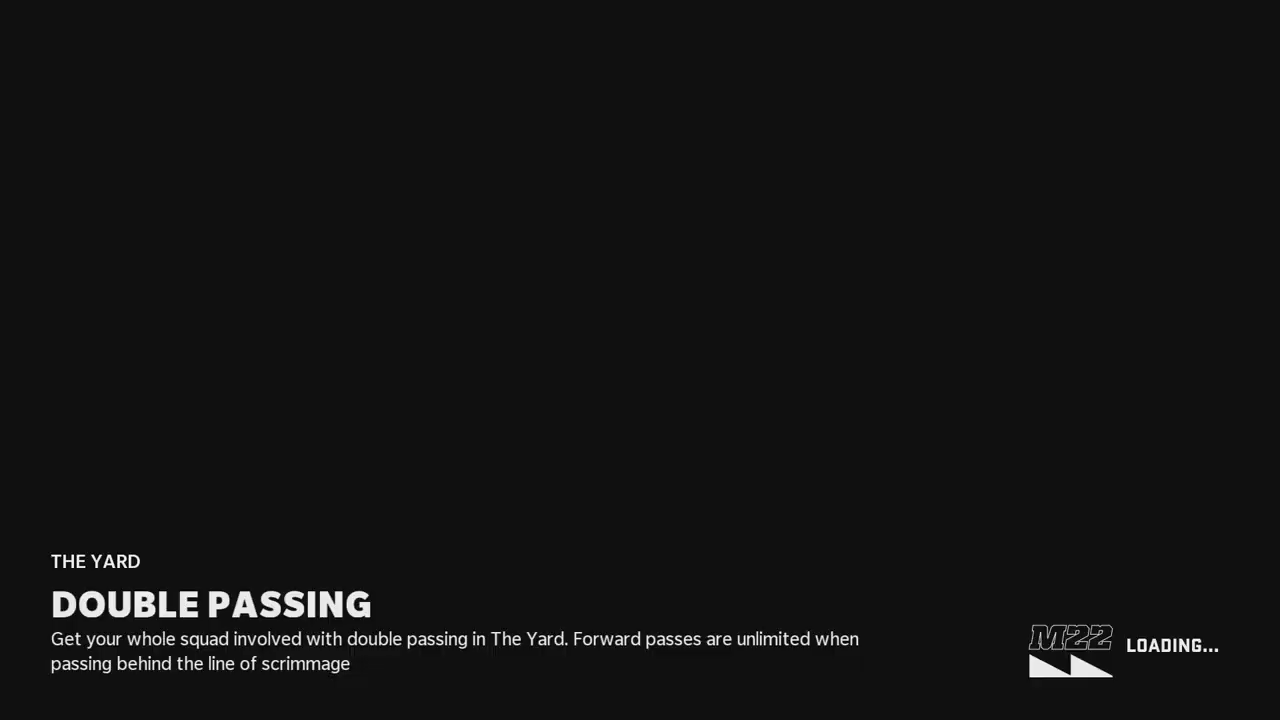 THE YARD
DOUBLE PASSING
Get your whole squad involved with double passing in The Yard. Forward passes are unlimited when
passing behind the line of scrimmage
M22
LOADING...